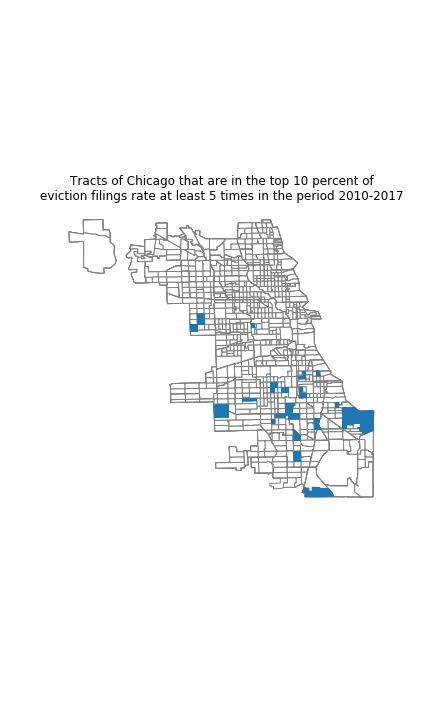 Tracts of Chicago that are in the top 10 percent of
eviction filings rate at least 5 times in the period 2010-2017